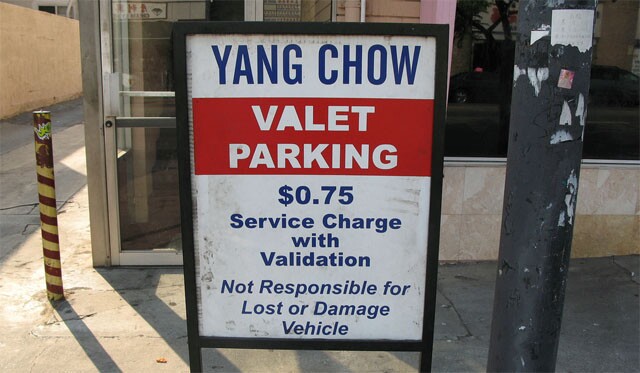 YANG CHOW
VALET
PARKING
$0.75
Service Charge
with
Validation
Not Responsible for
Lost or Damage
Vehicle